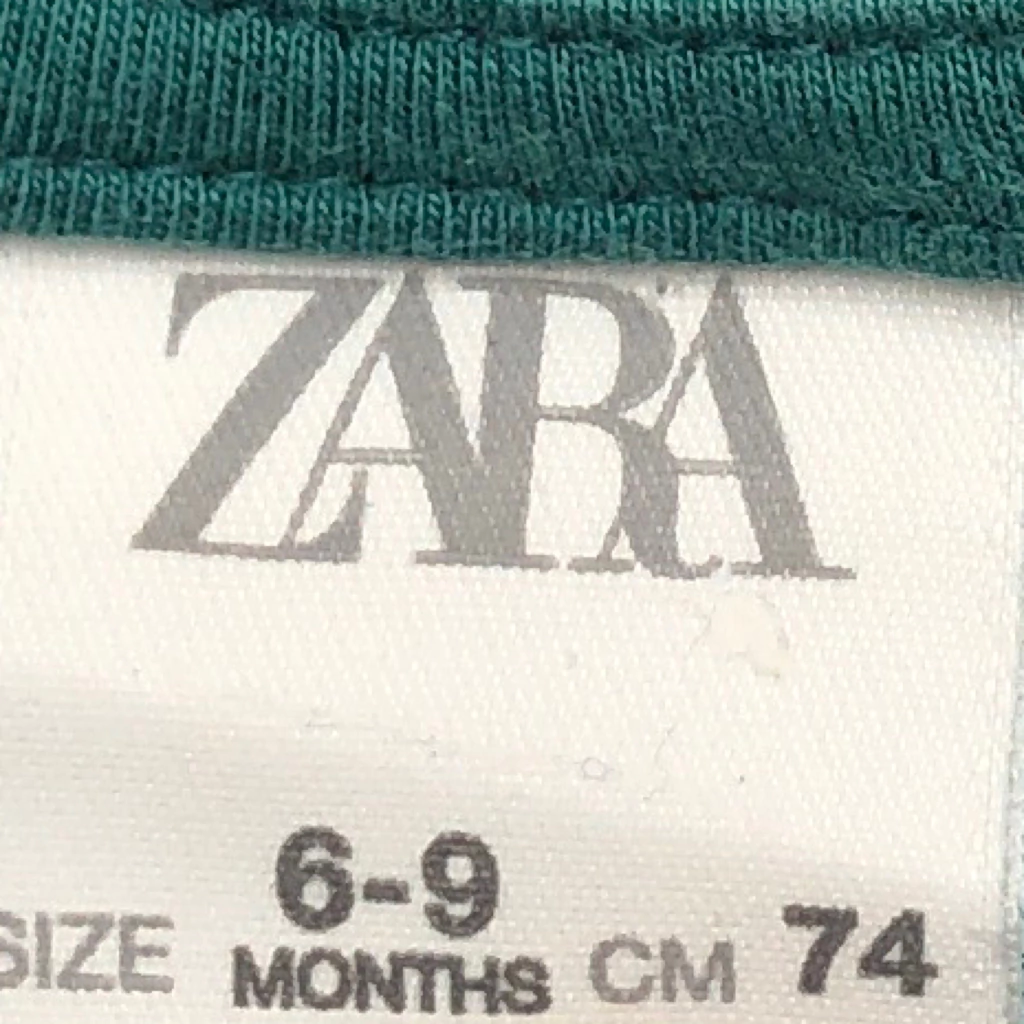 ZARA
SIZE 6-9 MONTHS CM 74